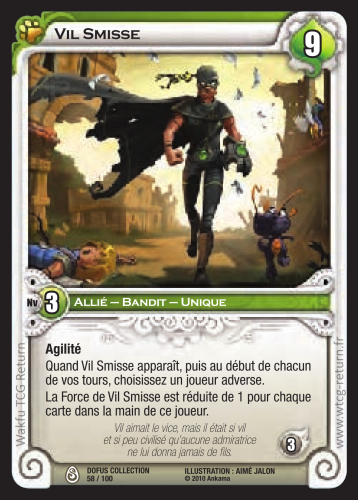 Vil Smisse
9
Nv 3
Allié – Bandit – Unique
Agilité
Quand Vil Smisse apparaît, puis au début de chacun
de vos tours, choisissez un joueur adverse.
La Force de Vil Smisse est réduite de 1 pour chaque
carte dans la main de ce joueur.
Vil aimait le vice, mais il était si vil
et si peu civilisé qu'aucune admiratrice
ne lui donna jamais de fils.
3
DOFUS COLLECTION
58 / 100
ILLUSTRATION : AIMÉ JALON
© 2010 Ankama
Wakfu TCG Return
www.wtcg-return.fr